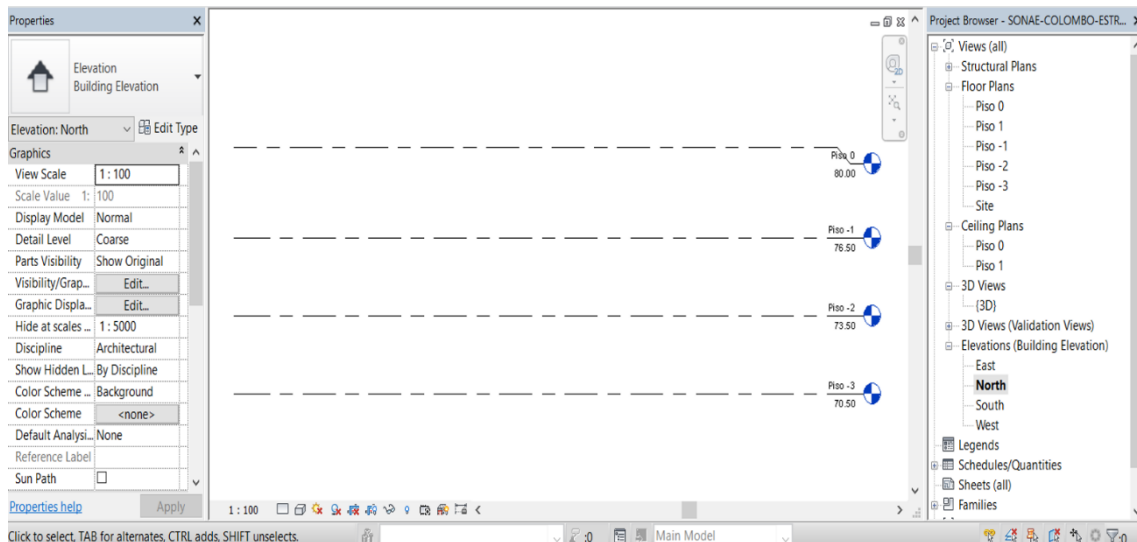 Properties
Elevation
Building Elevation
Elevation: North
Edit Type
Graphics
View Scale 1 : 100
Scale Value 1: 100
Display Model Normal
Detail Level Coarse
Parts Visibility Show Original
Visibility/Grap... Edit...
Graphic Displa... Edit...
Hide at scales ... 1 : 5000
Discipline Architectural
Show Hidden L... By Discipline
Color Scheme ... Background
Color Scheme <none>
Default Analysi... None
Reference Label
Sun Path
Properties help
Apply
2D
Piso 0
80.00
Piso -1
76.50
Piso -2
73.50
Piso -3
70.50
1 : 100
Project Browser - SONAE-COLOMBO-ESTR...
Views (all)
Structural Plans
Floor Plans
Piso 0
Piso 1
Piso -1
Piso -2
Piso -3
Site
Ceiling Plans
Piso 0
Piso 1
3D Views
{3D}
3D Views (Validation Views)
Elevations (Building Elevation)
East
North
South
West
Legends
Schedules/Quantities
Sheets (all)
Families
Click to select, TAB for alternates, CTRL adds, SHIFT unselects.
:0
Main Model
:0